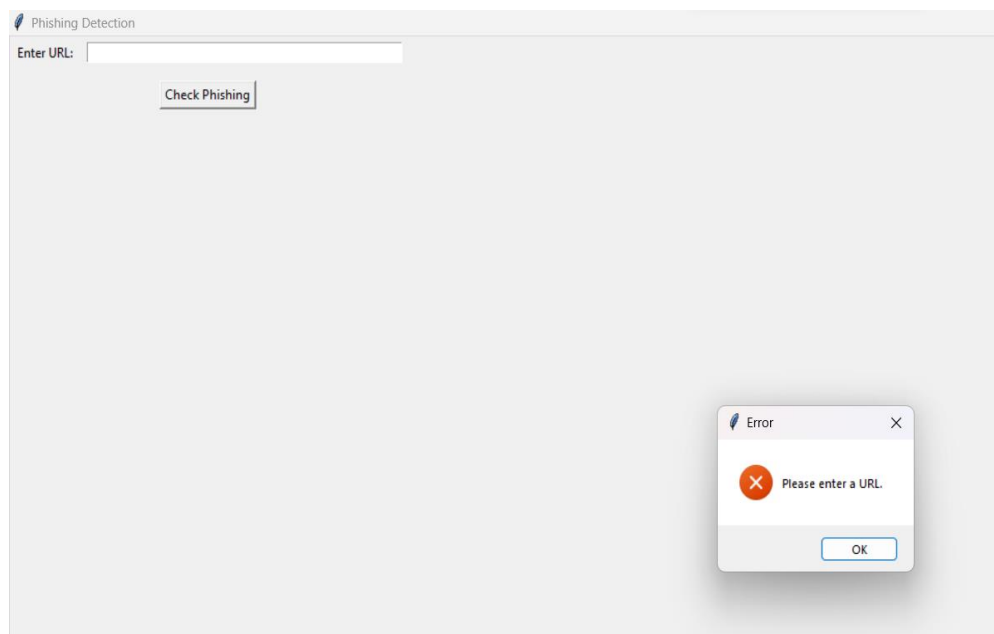 Phishing Detection
Enter URL:
Check Phishing
Error
Please enter a URL.
OK